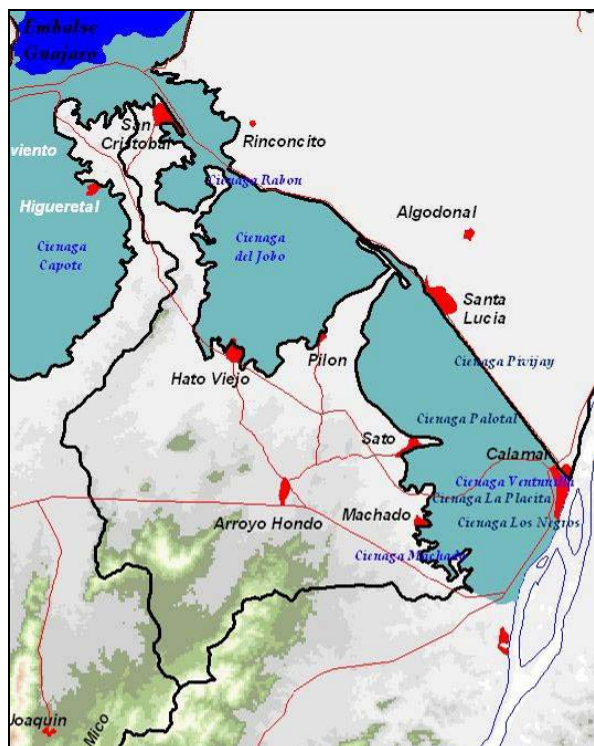 Embalse
Guajaro
San
Cristobal
Rinconcito
viento
Cienaga Rabon
Higueretal
Algodonal
Cienaga
Capote
Cienaga
del Jobo
Santa
Lucia
Hato Viejo
Pilon
Cienaga Pivijay
Cienaga Palotal
Sato
Calamar
Cienaga Ventunilla
Cienaga La Placita
Arroyo Hondo
Machado
Cienaga Los Negros
Cienaga Machado
Joaquin
Mico